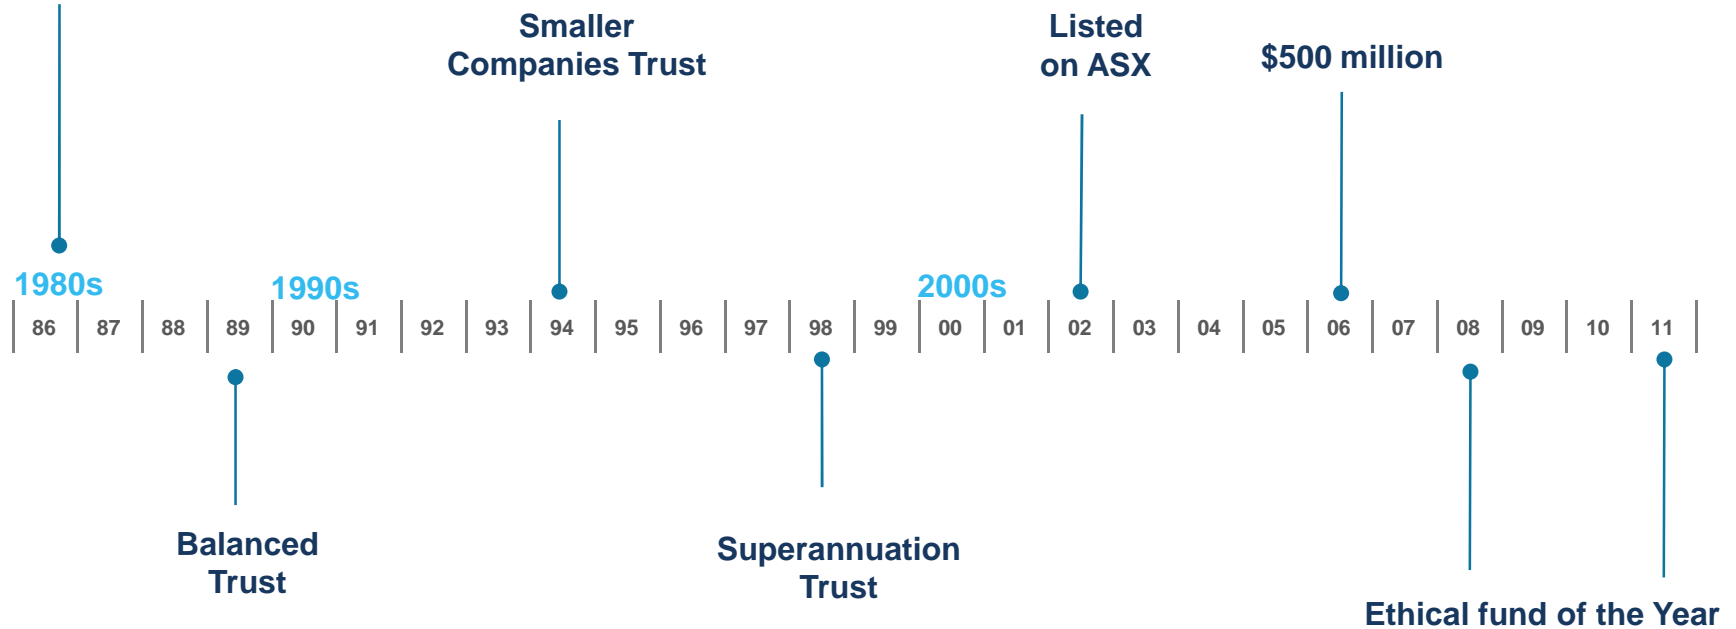 Smaller
Companies Trust
Listed
on ASX
$500 million
1980s
1990s
2000s
86 87 88 89 90 91 92 93 94 95 96 97 98 99 00 01 02 03 04 05 06 07 08 09 10 11
Balanced
Trust
Superannuation
Trust
Ethical fund of the Year